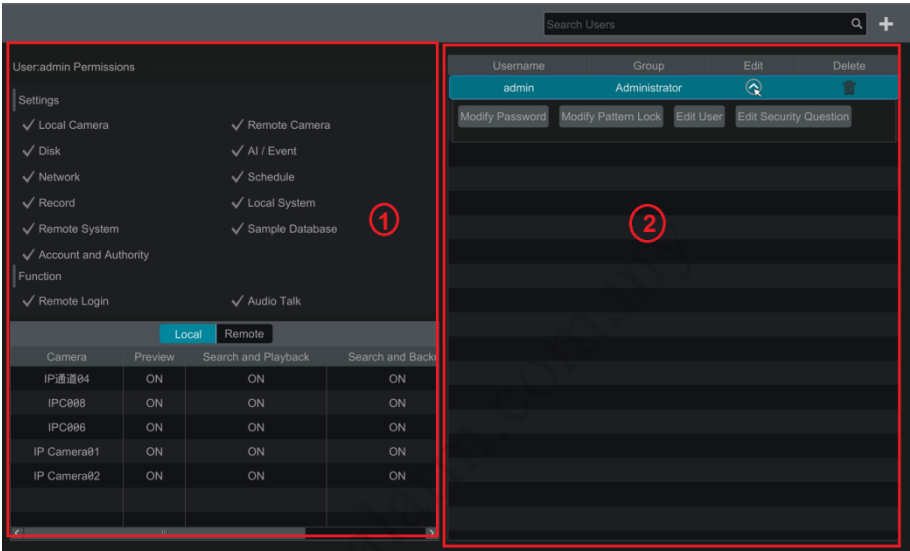 Search Users
User:admin Permissions
Settings
Local Camera Remote Camera
Disk AI / Event
Network Schedule
Record Local System
Remote System Sample Database
Account and Authority
Function
Remote Login Audio Talk
1
Local Remote
Camera Preview Search and Playback Search and Back
IP通道04 ON ON ON
IPC008 ON ON ON
IPC006 ON ON ON
IP Camera01 ON ON ON
IP Camera02 ON ON ON
Username Group Edit Delete
admin Administrator
Modify Password Modify Pattern Lock Edit User Edit Security Question
2